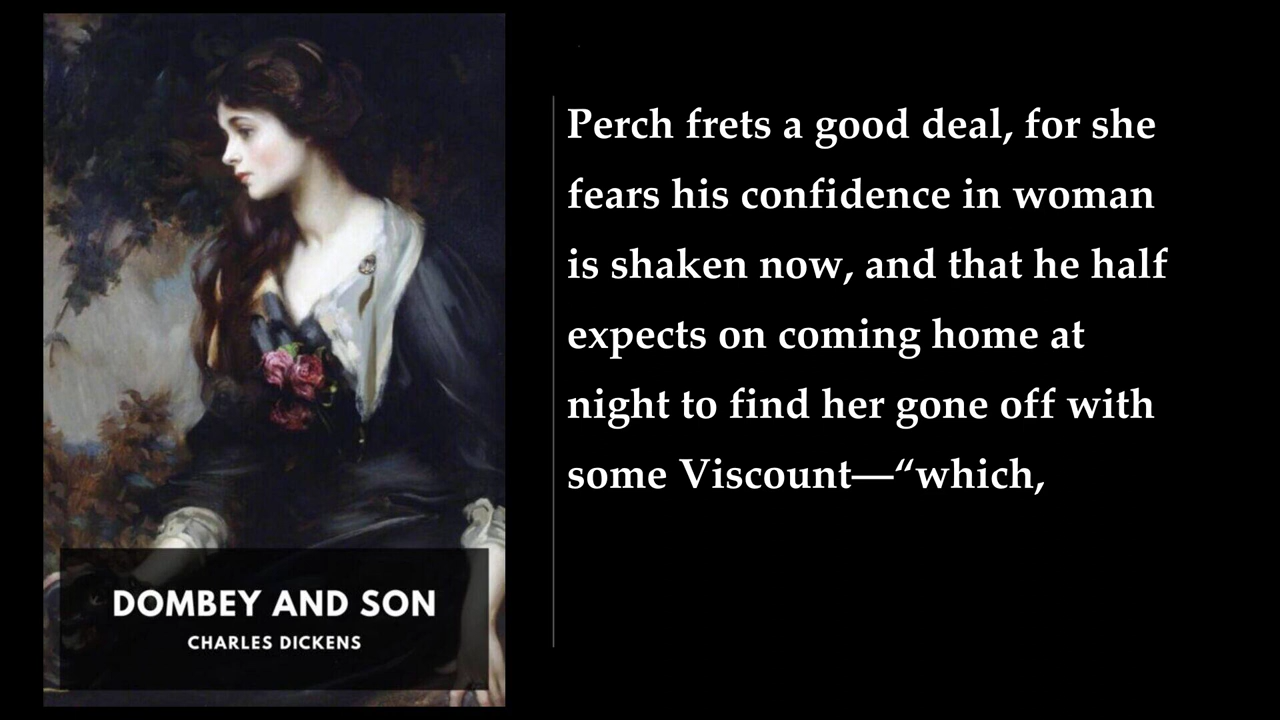 Perch frets a good deal, for she
fears his confidence in woman
is shaken now, and that he half
expects on coming home at
night to find her gone off with
some Viscount—“which,
DOMBEY AND SON
CHARLES DICKENS